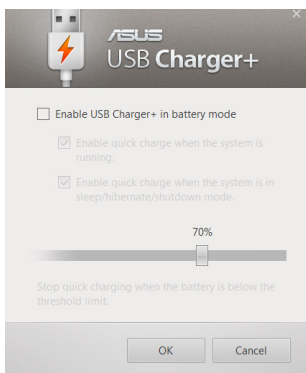 ASUS
USB Charger+
Enable USB Charger+ in battery mode
Enable quick charge when the system is
running.
Enable quick charge when the system is in
sleep/hibernate/shutdown mode.
70%
Stop quick charging when the battery is below the
threshold limit.
OK
Cancel